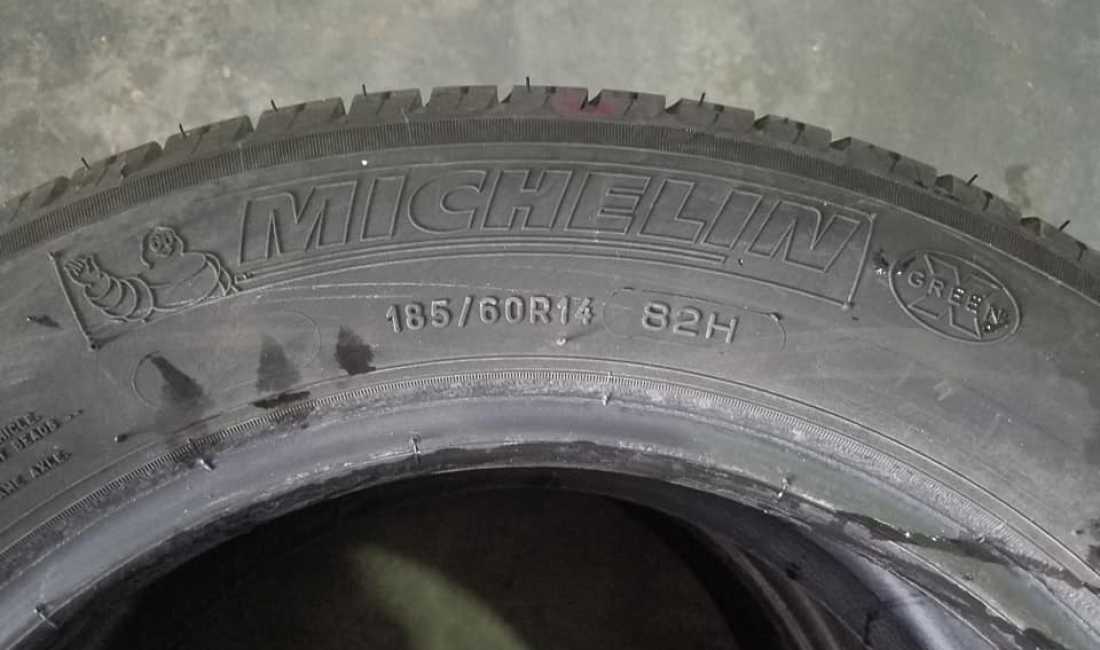 MICHELIN
GREEN X
185/60R14 82H